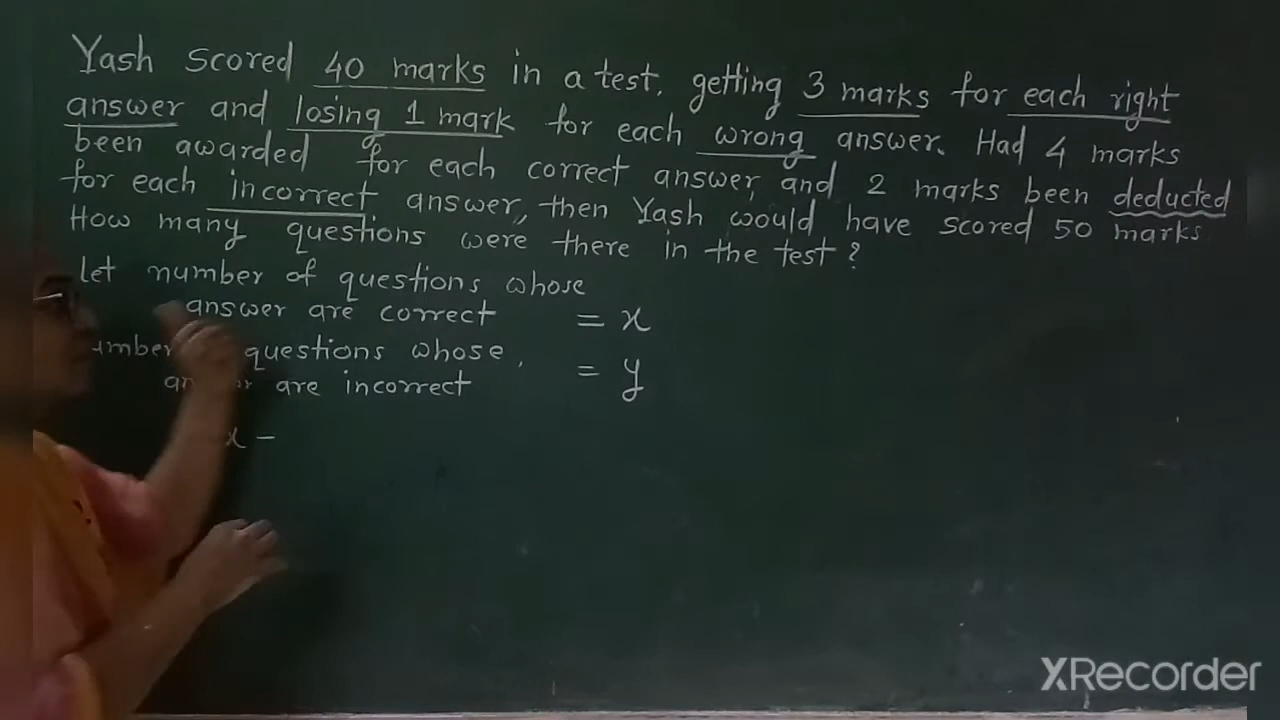 Yash scored 40 marks in a test, getting 3 marks for each right
answer and losing 1 mark for each wrong answer. Had 4 marks
been awarded for each correct answer, and 2 marks been deducted
for each incorrect answer, then Yash would have scored 50 marks
How many questions were there in the test?
Let number of questions whose
answer are correct = x
questions whose = y
are incorrect
x -
XRecorder